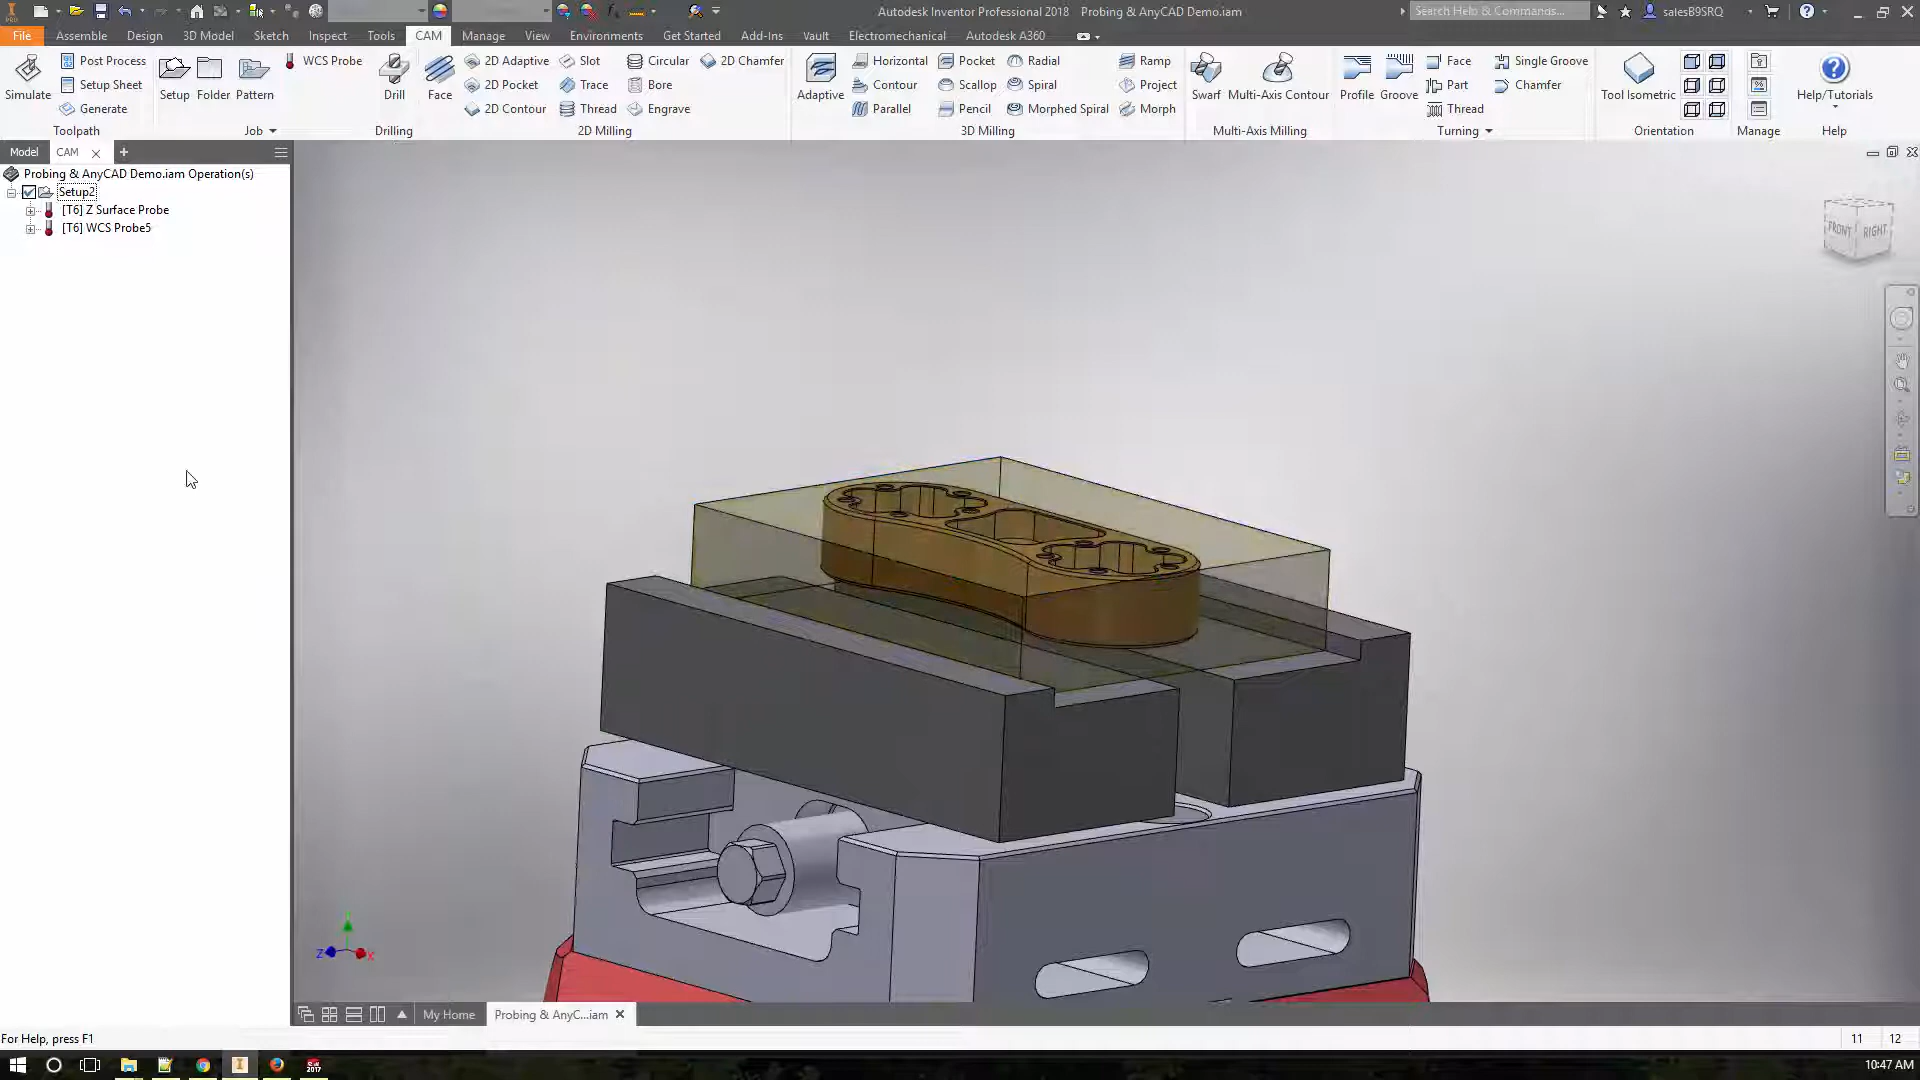 Autodesk Inventor Professional 2018 Probing & AnyCAD Demo.iam
Search Help & Commands...
salesB9SRQ
File Assemble Design 3D Model Sketch Inspect Tools CAM Manage View Environments Get Started Add-Ins Vault Electromechanical Autodesk A360
Post Process WCS Probe 2D Adaptive Slot Circular 2D Chamfer Horizontal Pocket Radial Ramp Face Single Groove
Setup Sheet 2D Pocket Trace Bore Contour Scallop Spiral Project Part Chamfer
Simulate Setup Folder Pattern Drill Face Adaptive Swarf Multi-Axis Contour Profile Groove Tool Isometric Help/Tutorials
Generate 2D Contour Thread Engrave Parallel Pencil Morphed Spiral Morph Thread
Toolpath Job Drilling 2D Milling 3D Milling Multi-Axis Milling Turning Orientation Manage Help
Model CAM
Probing & AnyCAD Demo.iam Operation(s)
Setup2
[T6] Z Surface Probe
[T6] WCS Probe5
FRONT RIGHT
Z X
My Home Probing & AnyC...iam
For Help, press F1
11 12
2017
10:47 AM